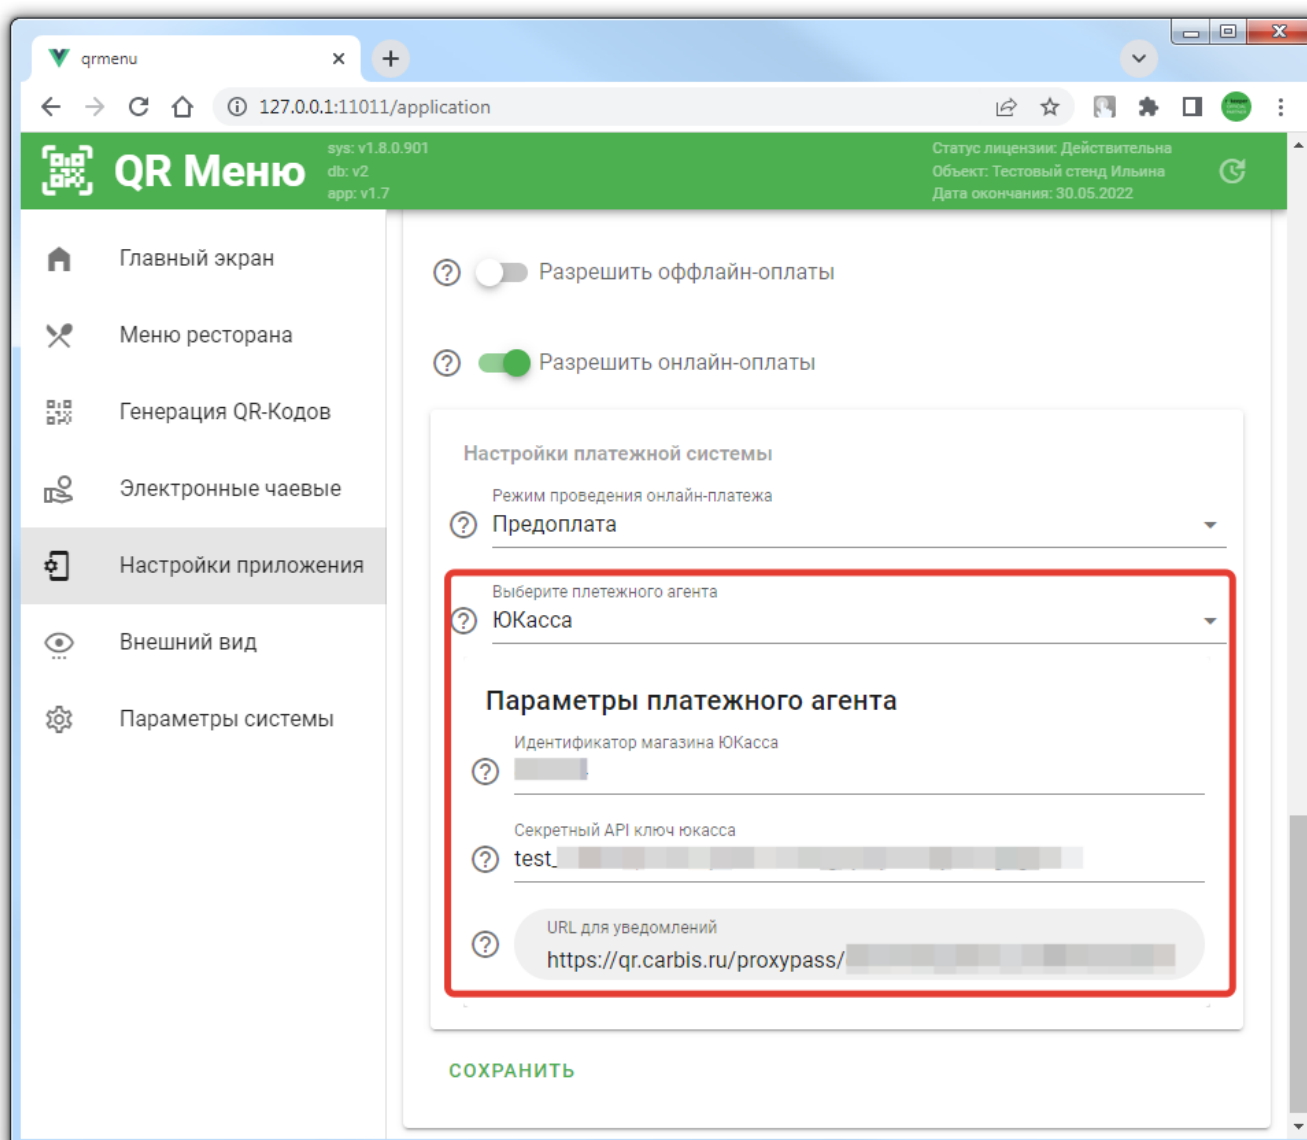 qrmenu
127.0.0.1:11011/application
QR Меню
sys: v1.8.0.901
db: v2
app: v1.7
Статус лицензии: Действительна
Объект: Тестовый стенд Ильина
Дата окончания: 30.05.2022
Главный экран
Меню ресторана
Генерация QR-Кодов
Электронные чаевые
Настройки приложения
Внешний вид
Параметры системы
Разрешить оффлайн-оплаты
Разрешить онлайн-оплаты
Настройки платежной системы
Режим проведения онлайн-платежа
Предоплата
Выберите плетежного агента
ЮКасса
Параметры платежного агента
Идентификатор магазина ЮКасса
Секретный API ключ юкасса
test_
URL для уведомлений
https://qr.carbis.ru/proxypass/
СОХРАНИТЬ